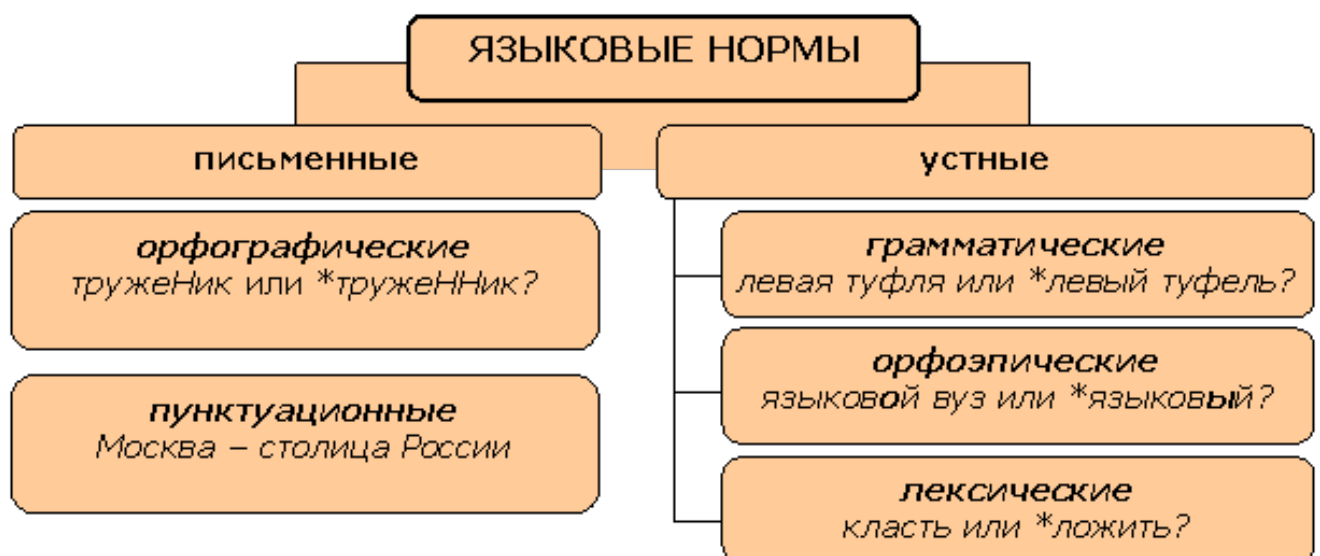 ЯЗЫКОВЫЕ НОРМЫ
письменные
орфографические
тружеНик или *тружеННик?
пунктуационные
Москва – столица России
устные
грамматические
левая туфля или *левый туфель?
орфоэпические
языковой вуз или *языковый?
лексические
класть или *ложить?